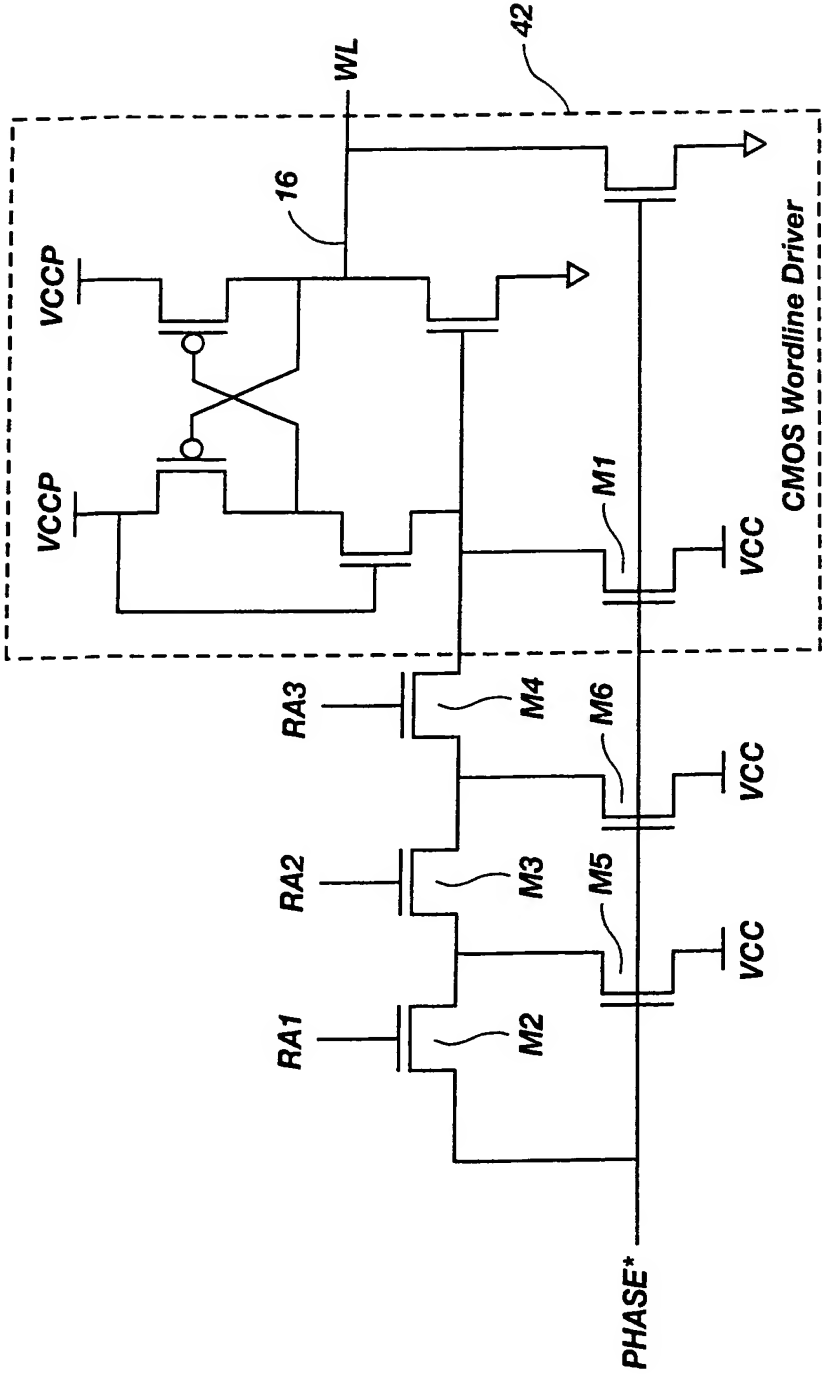 42
WL
16
VCCP
VCCP
CMOS Wordline Driver
M1
VCC
RA3
M4
M6
VCC
RA2
M3
M5
VCC
RA1
M2
PHASE*